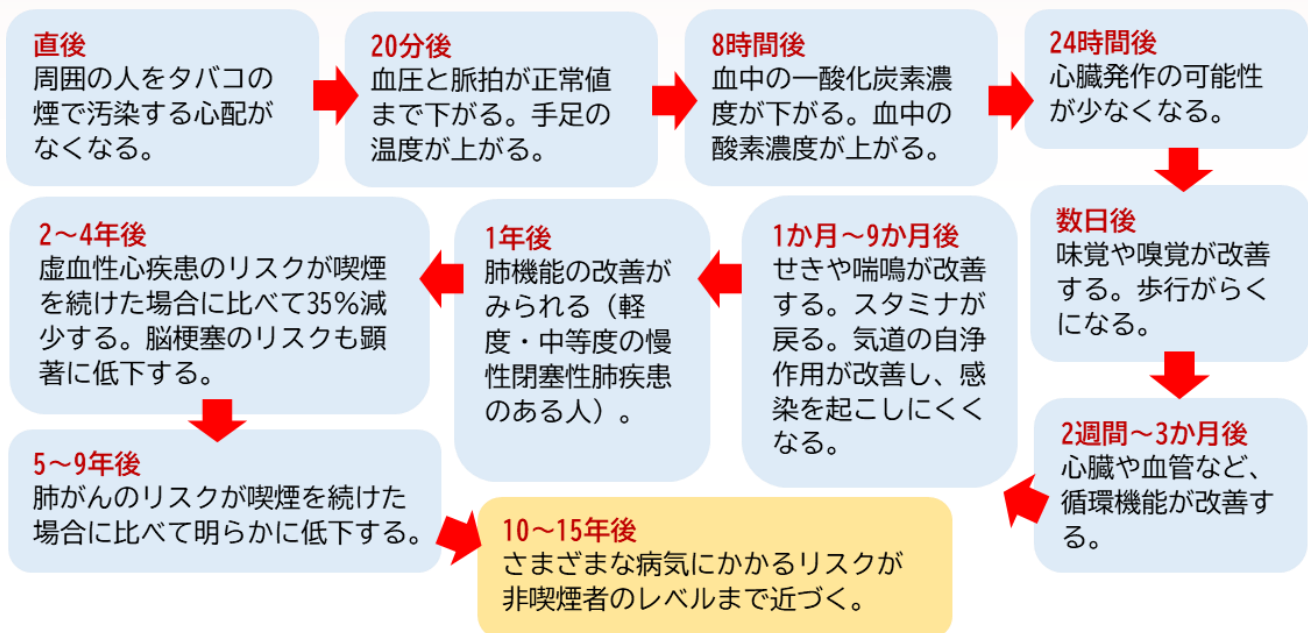 直後
周囲の人をタバコの
煙で汚染する心配が
なくなる。
20分後
血圧と脈拍が正常値
まで下がる。手足の
温度が上がる。
8時間後
血中の一酸化炭素濃
度が下がる。血中の
酸素濃度が上がる。
24時間後
心臓発作の可能性
が少なくなる。
数日後
味覚や嗅覚が改善
する。歩行がらく
になる。
2週間～3か月後
心臓や血管など、
循環機能が改善す
る。
1か月～9か月後
せきや喘鳴が改善
する。スタミナが
戻る。気道の自浄
作用が改善し、感
染を起こしにくく
なる。
1年後
肺機能の改善が
みられる（軽
度・中等度の慢
性閉塞性肺疾患
のある人）。
2～4年後
虚血性心疾患のリスクが喫煙
を続けた場合に比べて35%減
少する。脳梗塞のリスクも顕
著に低下する。
5～9年後
肺がんのリスクが喫煙を続けた
場合に比べて明らかに低下する。
10～15年後
さまざまな病気にかかるリスクが
非喫煙者のレベルまで近づく。